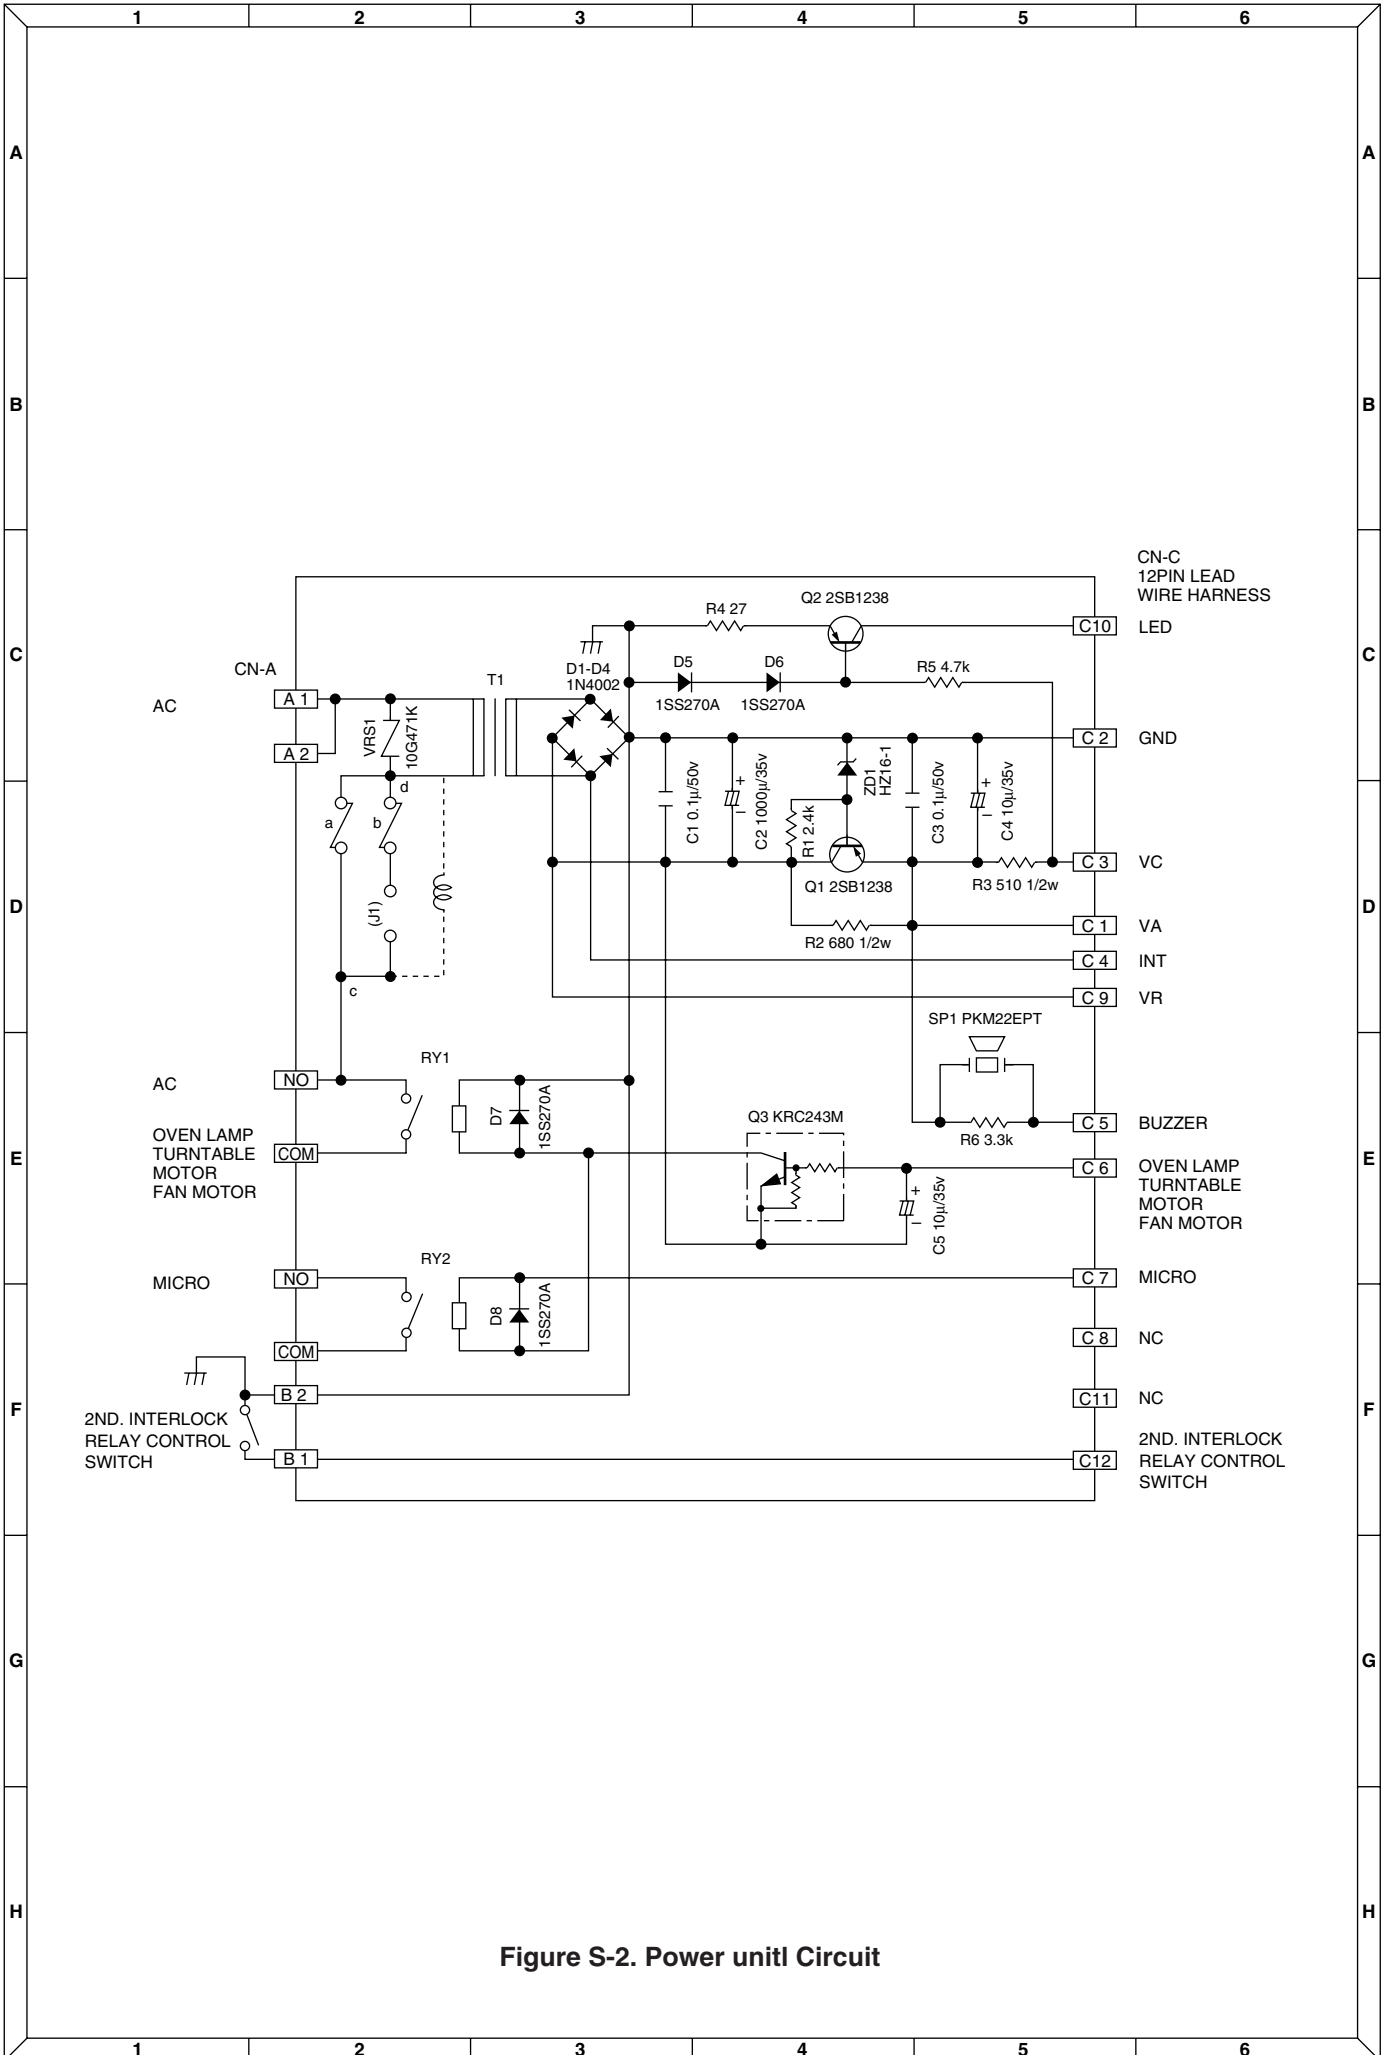 1 2 3 4 5 6
A A
B B
CN-C
12PIN LEAD
WIRE HARNESS
Q2 2SB1238
R4 27
C10 LED
C C
CN-A
T1
D1-D4
1N4002
D5
D6
R5 4.7k
1SS270A
1SS270A
A 1
AC
A 2
VRS1
10G471K
C 2 GND
ZD1
HZ16-1
C1 0.1µ/50v
+
–
C2 1000µ/35v
R1 2.4k
C3 0.1µ/50v
+
–
C4 10µ/35v
d
a
b
C 3 VC
Q1 2SB1238
R3 510 1/2w
(J1)
D D
C 1 VA
R2 680 1/2w
C 4 INT
c
C 9 VR
SP1 PKM22EPT
RY1
AC
NO
D7
1SS270A
Q3 KRC243M
C 5 BUZZER
R6 3.3k
OVEN LAMP
TURNTABLE
MOTOR
FAN MOTOR
COM
E E
C 6 OVEN LAMP
TURNTABLE
MOTOR
FAN MOTOR
+
–
C5 10µ/35v
RY2
MICRO
NO
D8
1SS270A
C 7 MICRO
C 8 NC
COM
B 2
C11 NC
F F
2ND. INTERLOCK
RELAY CONTROL
SWITCH
B 1
C12
2ND. INTERLOCK
RELAY CONTROL
SWITCH
G G
H H
Figure S-2. Power unitl Circuit
1 2 3 4 5 6